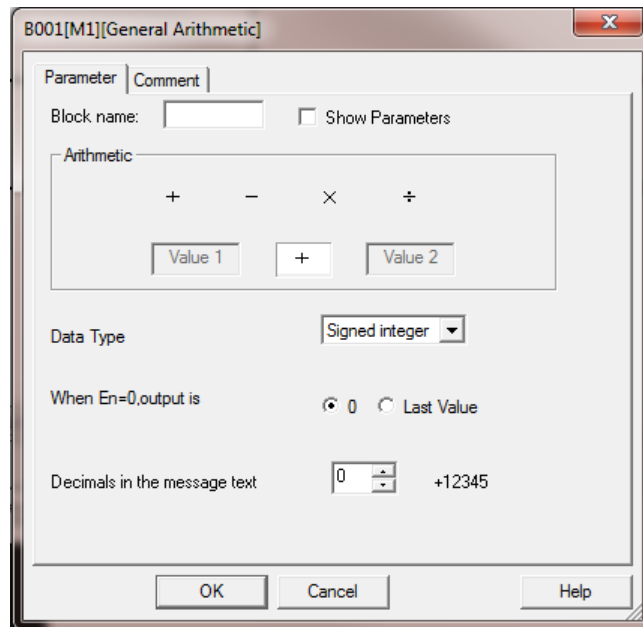 B001[M1][General Arithmetic]
Parameter Comment
Block name: Show Parameters
Arithmetic
+ − × ÷
Value 1 + Value 2
Data Type Signed integer
When En=0,output is 0 Last Value
Decimals in the message text 0 +12345
OK Cancel Help